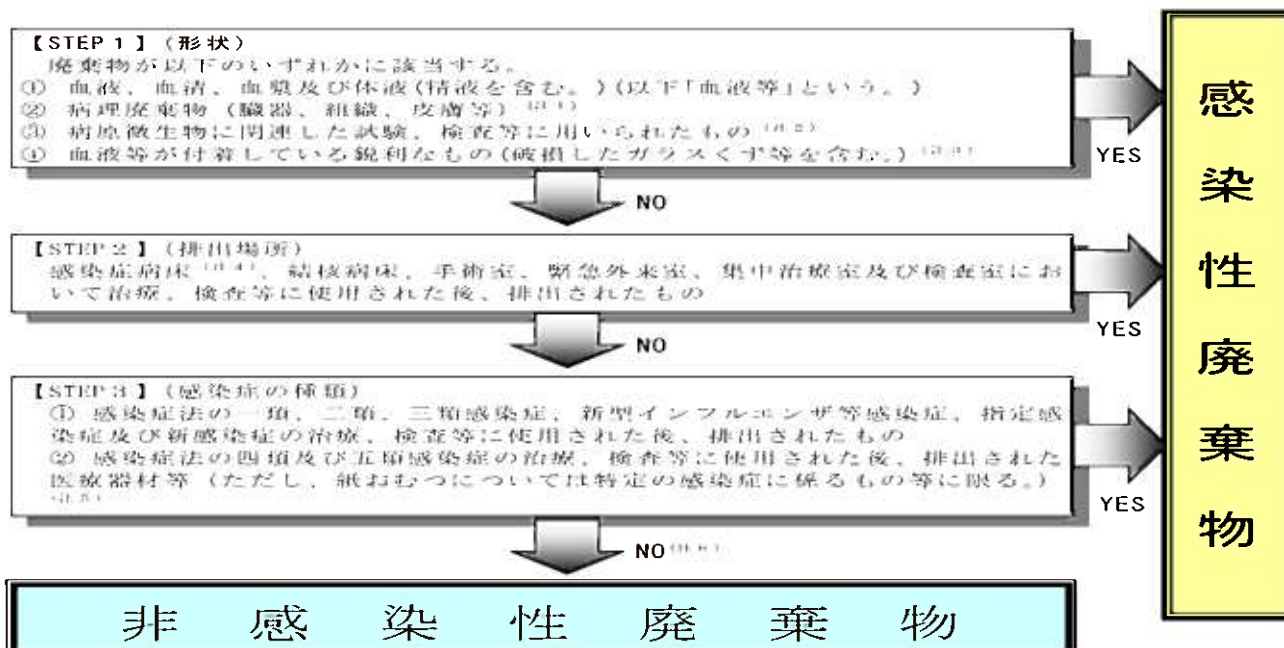 【STEP１】(形状)
廃棄物が以下のいずれかに該当する。
① 血液、血清、血漿及び体液(精液を含む。)(以下「血液等」という。)
② 病理廃棄物 (臓器、組織、皮膚等) (注1)
③ 病原微生物に関連した試験、検査等に用いられたもの (注2)
④ 血液等が付着している鋭利なもの(破損したガラスくず等を含む。) (注3)
YES
NO
【STEP２】(排出場所)
感染症病床 (注4)、結核病床、手術室、緊急外来室、集中治療室及び検査室にお
いて治療、検査等に使用された後、排出されたもの
YES
NO
【STEP３】(感染症の種類)
① 感染症法の一類、二類、三類感染症、新型インフルエンザ等感染症、指定感
染症及び新感染症の治療、検査等に使用された後、排出されたもの
② 感染症法の四類及び五類感染症の治療、検査等に使用された後、排出された
医療器材等 (ただし、紙おむつについては特定の感染症に係るもの等に限る。)
(注5)
YES
NO (注6)
非感染性廃棄物
感染性廃棄物